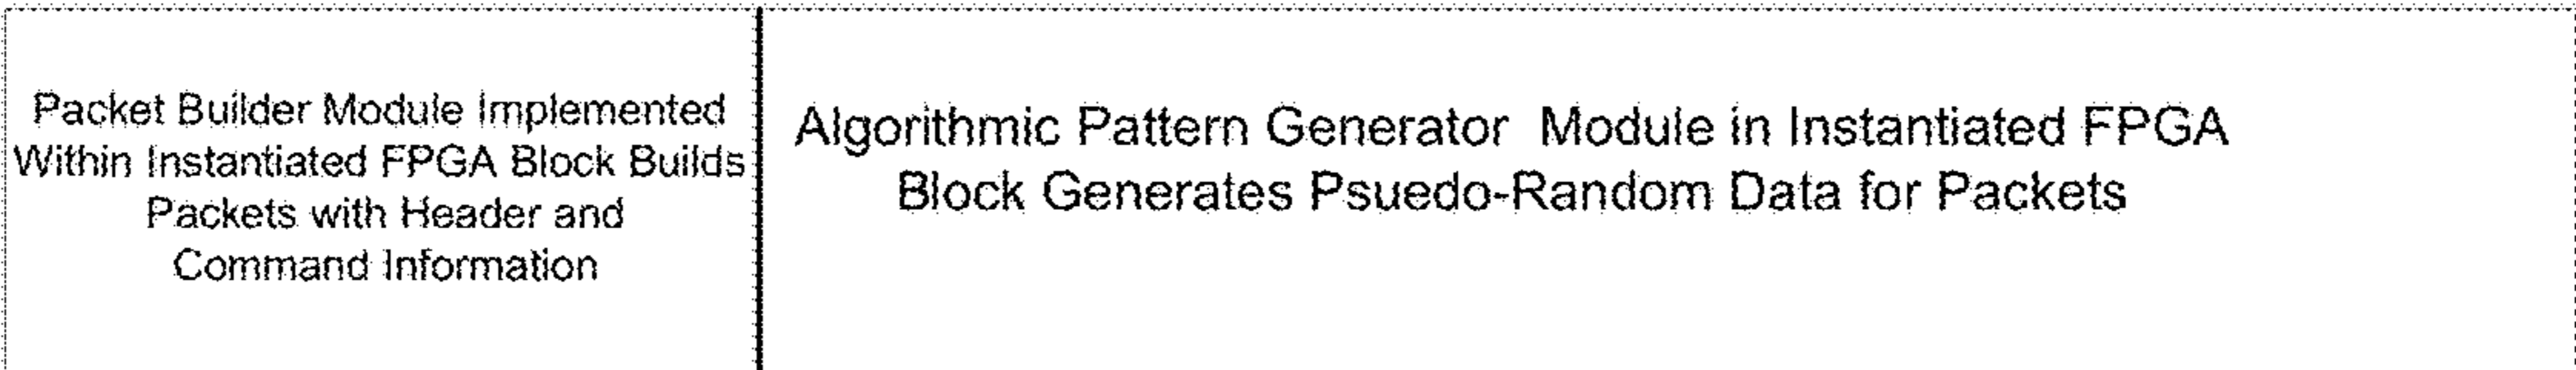 Packet Builder Module Implemented
Within Instantiated FPGA Block Builds
Packets with Header and
Command Information
Algorithmic Pattern Generator Module in Instantiated FPGA
Block Generates Psuedo-Random Data for Packets